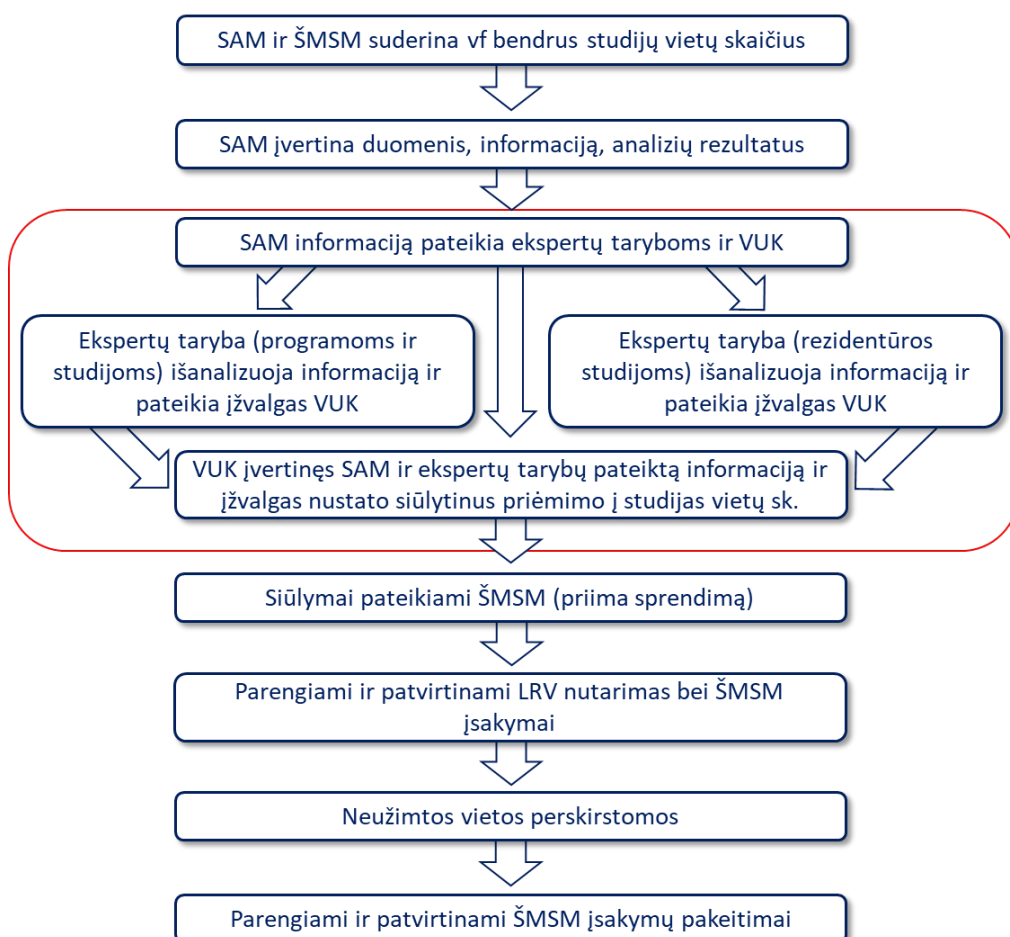 SAM ir ŠMSM suderina vf bendrus studijų vietų skaičius
SAM įvertina duomenis, informaciją, analizių rezultatus
SAM informaciją pateikia ekspertų taryboms ir VUK
Ekspertų taryba (programoms ir
studijoms) išanalizuoja informaciją ir
pateikia įžvalgas VUK
Ekspertų taryba (rezidentūros
studijoms) išanalizuoja informaciją ir
pateikia įžvalgas VUK
VUK įvertinęs SAM ir ekspertų tarybų pateiktą informaciją ir
įžvalgas nustato siūlytinus priėmimo į studijas vietų sk.
Siūlymai pateikiami ŠMSM (priima sprendimą)
Parengiami ir patvirtinami LRV nutarimas bei ŠMSM
įsakymai
Neužimtos vietos perskirstomos
Parengiami ir patvirtinami ŠMSM įsakymų pakeitimai